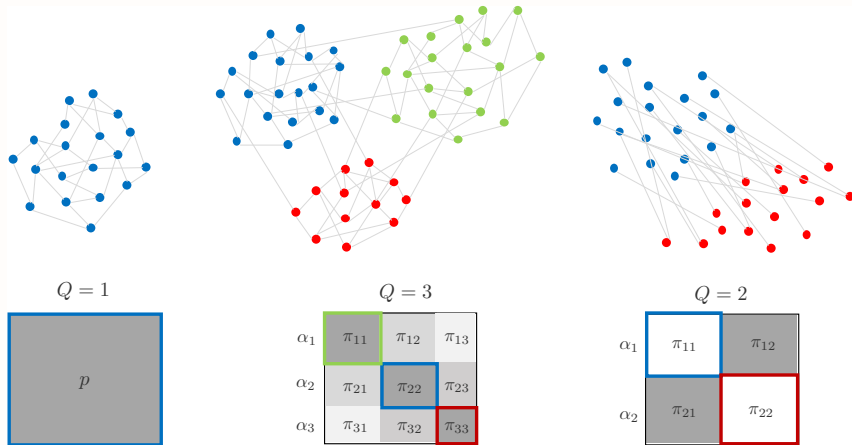 Q = 1
Q = 3
Q = 2
p
α₁ π₁₁ π₁₂ π₁₃
α₂ π₂₁ π₂₂ π₂₃
α₃ π₃₁ π₃₂ π₃₃
α₁ π₁₁ π₁₂
α₂ π₂₁ π₂₂